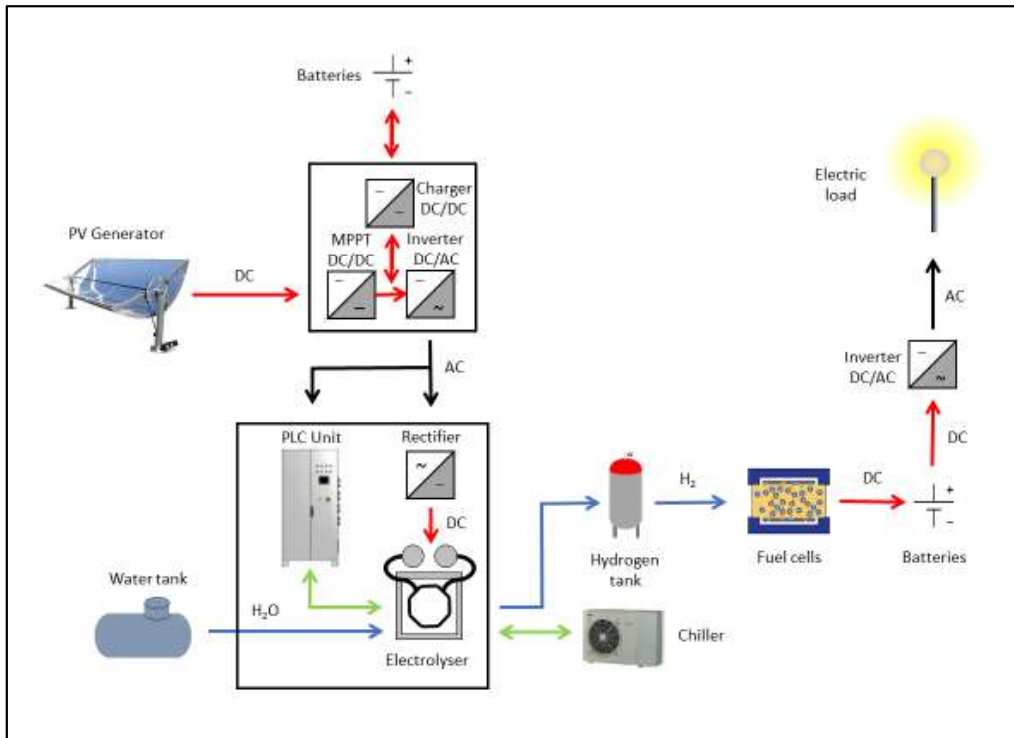 Batteries
+
−
Charger
DC/DC
PV Generator
DC
MPPT
DC/DC
Inverter
DC/AC
~
AC
PLC Unit
Rectifier
~
DC
Water tank
H₂O
Electrolyser
Hydrogen
tank
H₂
Fuel cells
DC
Chiller
Electric
load
AC
Inverter
DC/AC
~
DC
+
−
Batteries